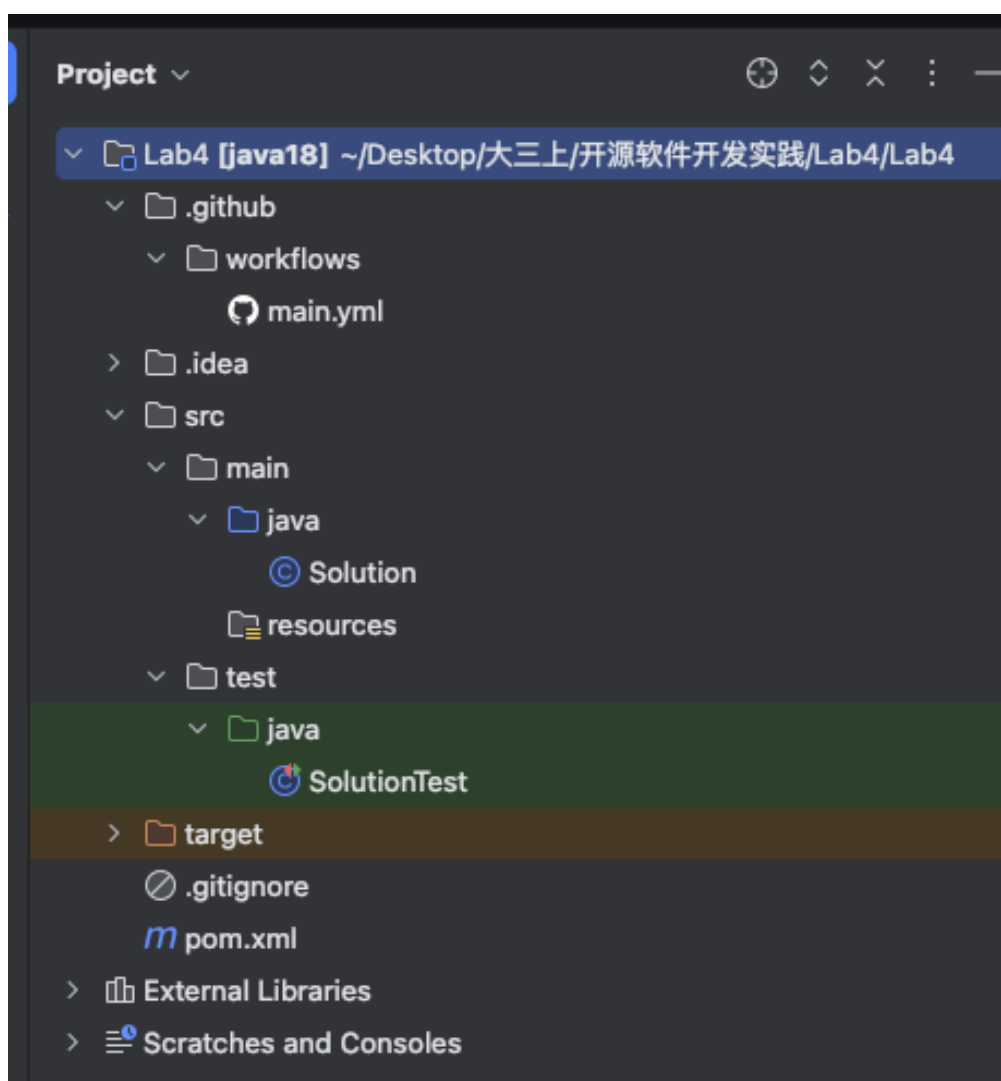 Project
Lab4 [java18] ~/Desktop/大三上/开源软件开发实践/Lab4/Lab4
.github
workflows
main.yml
.idea
src
main
java
Solution
resources
test
java
SolutionTest
target
.gitignore
pom.xml
External Libraries
Scratches and Consoles